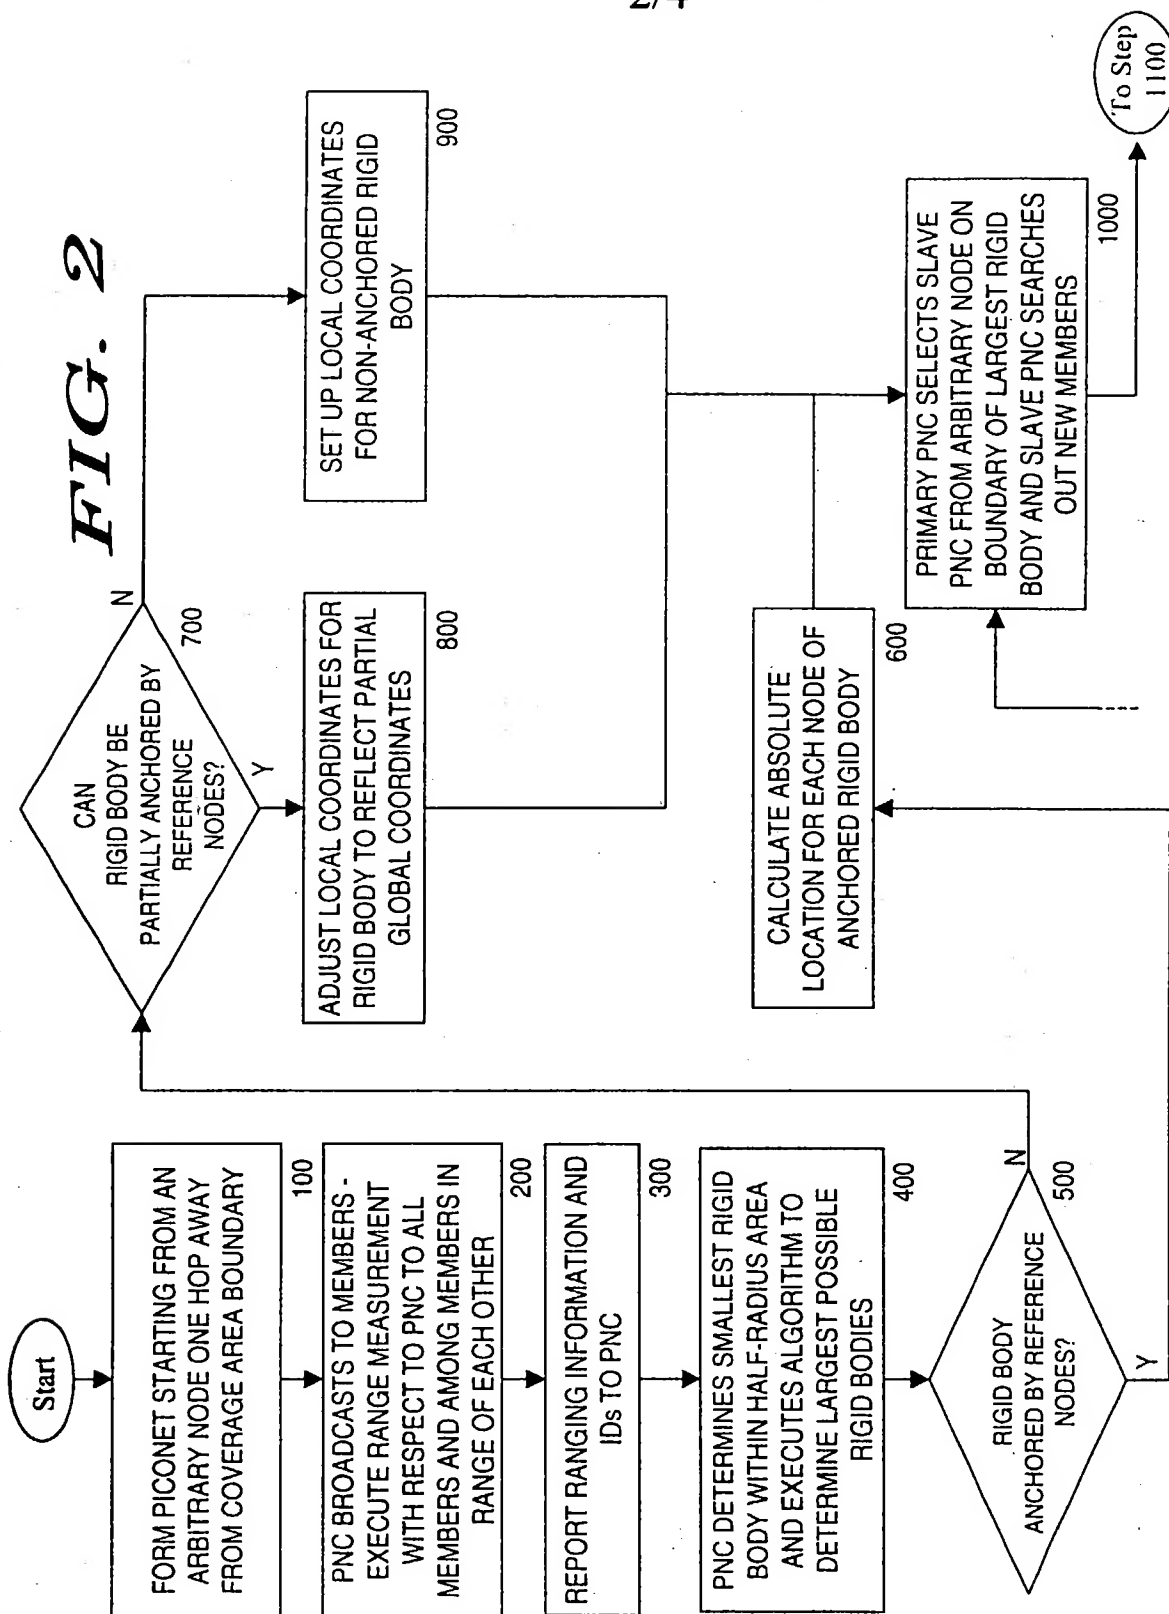 2/4
FIG. 2
Start
FORM PICONET STARTING FROM AN
ARBITRARY NODE ONE HOP AWAY
FROM COVERAGE AREA BOUNDARY
100
PNC BROADCASTS TO MEMBERS -
EXECUTE RANGE MEASUREMENT
WITH RESPECT TO PNC TO ALL
MEMBERS AND AMONG MEMBERS IN
RANGE OF EACH OTHER
200
REPORT RANGING INFORMATION AND
IDs TO PNC
300
PNC DETERMINES SMALLEST RIGID
BODY WITHIN HALF-RADIUS AREA
AND EXECUTES ALGORITHM TO
DETERMINE LARGEST POSSIBLE
RIGID BODIES
400
RIGID BODY
ANCHORED BY REFERENCE
NODES?
N
500
Y
CALCULATE ABSOLUTE
LOCATION FOR EACH NODE OF
ANCHORED RIGID BODY
600
CAN
RIGID BODY BE
PARTIALLY ANCHORED BY
REFERENCE
NODES?
N
700
Y
ADJUST LOCAL COORDINATES FOR
RIGID BODY TO REFLECT PARTIAL
GLOBAL COORDINATES
800
SET UP LOCAL COORDINATES
FOR NON-ANCHORED RIGID
BODY
900
PRIMARY PNC SELECTS SLAVE
PNC FROM ARBITRARY NODE ON
BOUNDARY OF LARGEST RIGID
BODY AND SLAVE PNC SEARCHES
OUT NEW MEMBERS
1000
To Step
1100